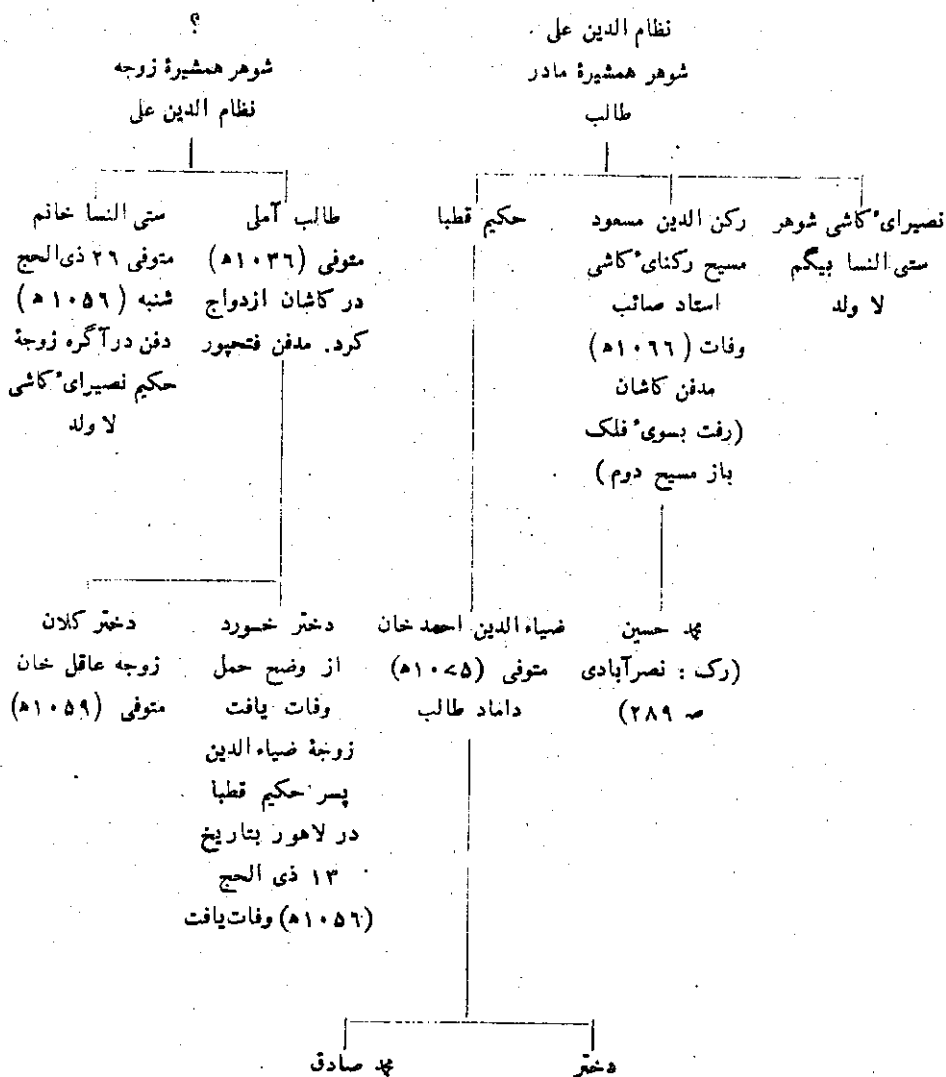 نظام الدین علی
شوهر همشیرۀ مادر
طالب
؟
شوهر همشیرۀ زوجه
نظام الدین علی
نصیرای ٔکاشی شوهر
ستی النسا بیگم
لا ولد
رکن الدین مسعود
مسیح رکنای ٔکاشی
استاد صائب
وفات (۱۰۶۶ھ)
مدفن کاشان
(رفت بسوی ٔ فلک
باز مسیح دوم)
حکیم قطبا
طالب آملی
متوفی (۱۰۳۶ھ)
در کاشان ازدواج
کرد. مدفن فتحپور
ستی النسا خانم
متوفی ۲۶ ذی الحج
شنبه (۱۰۵۶ھ)
دفن در آگره زوجۀ
حکیم نصیرای ٔکاشی
لا ولد
محمد حسین
(رک : نصرآبادی
ص ۲۸۹)
ضیاء الدین احمد خان
متوفی (۱۰۷۵ھ)
داماد طالب
دختر خورد
از وضع حمل
وفات یافت
زوجۀ ضیاء الدین
پسر حکیم قطبا
در لاهور بتاریخ
۱۳ ذی الحج
(۱۰۵۶ھ) وفات یافت
دختر کلان
زوجه عاقل خان
متوفی (۱۰۵۹ھ)
دختر
محمد صادق